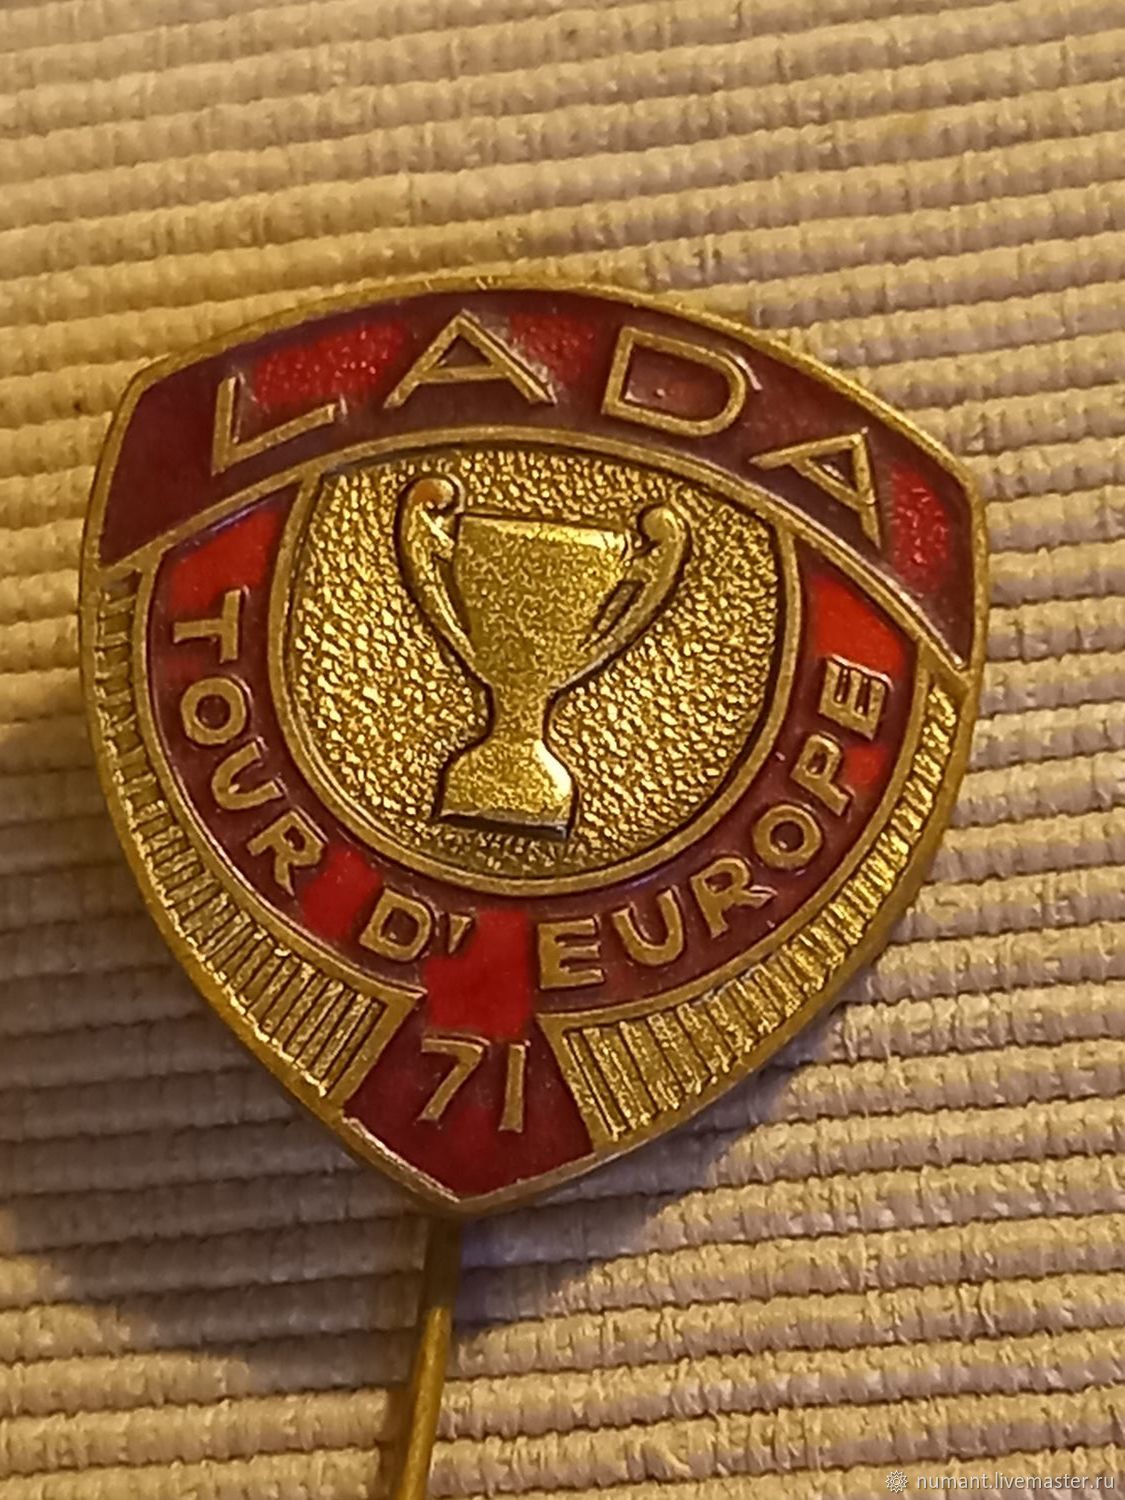 LADA
TOUR D' EUROPE
71
numant.livemaster.ru